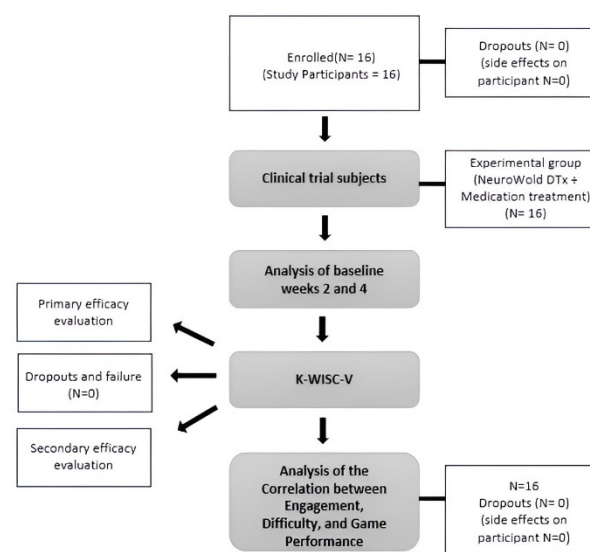 Enrolled(N= 16)
(Study Participants = 16)
Dropouts (N= 0)
(side effects on
participant N=0)
Clinical trial subjects
Experimental group
(NeuroWold DTx +
Medication treatment)
(N= 16)
Analysis of baseline
weeks 2 and 4
Primary efficacy
evaluation
K-WISC-V
Dropouts and failure
(N=0)
Secondary efficacy
evaluation
Analysis of the
Correlation between
Engagement,
Difficulty, and Game
Performance
N=16
Dropouts (N= 0)
(side effects on
participant N=0)